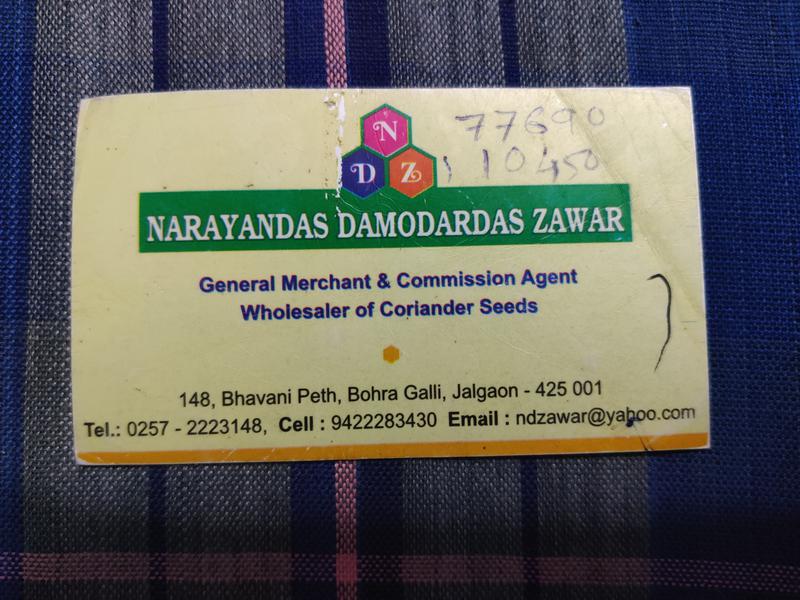 N
D Z
77690
10450
NARAYANDAS DAMODARDAS ZAWAR
General Merchant & Commission Agent
Wholesaler of Coriander Seeds
148, Bhavani Peth, Bohra Galli, Jalgaon - 425 001
Tel.: 0257 - 2223148, Cell : 9422283430 Email : ndzawar@yahoo.com